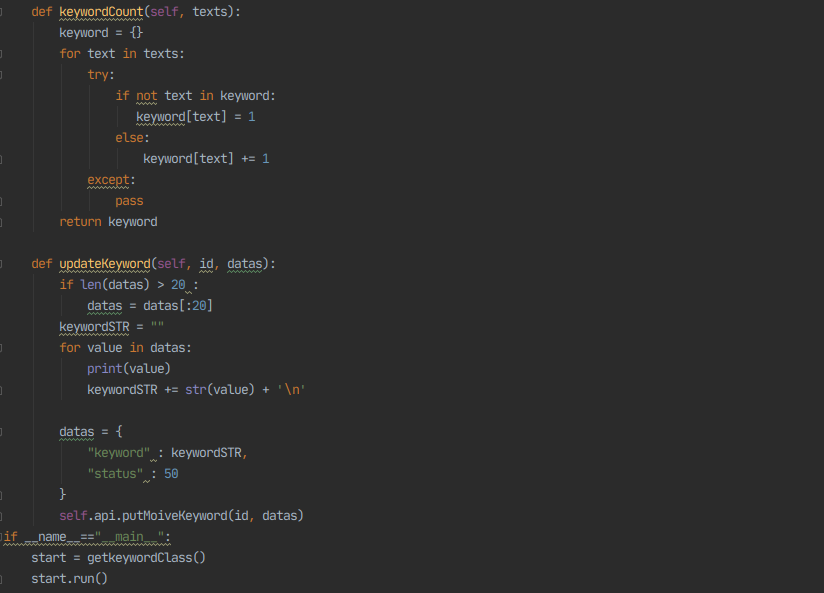 def keywordCount(self, texts):
    keyword = {}
    for text in texts:
        try:
            if not text in keyword:
               keyword[text] = 1
            else:
                keyword[text] += 1
        except:
            pass
    return keyword

def updateKeyword(self, id, datas):
    if len(datas) > 20 :
        datas = datas[:20]
    keywordSTR = ""
    for value in datas:
        print(value)
        keywordSTR += str(value) + '\n'

    datas = {
        "keyword" : keywordSTR,
        "status" : 50
    }
    self.api.putMoiveKeyword(id, datas)
if __name__=="__main__":
    start = getkeywordClass()
    start.run()